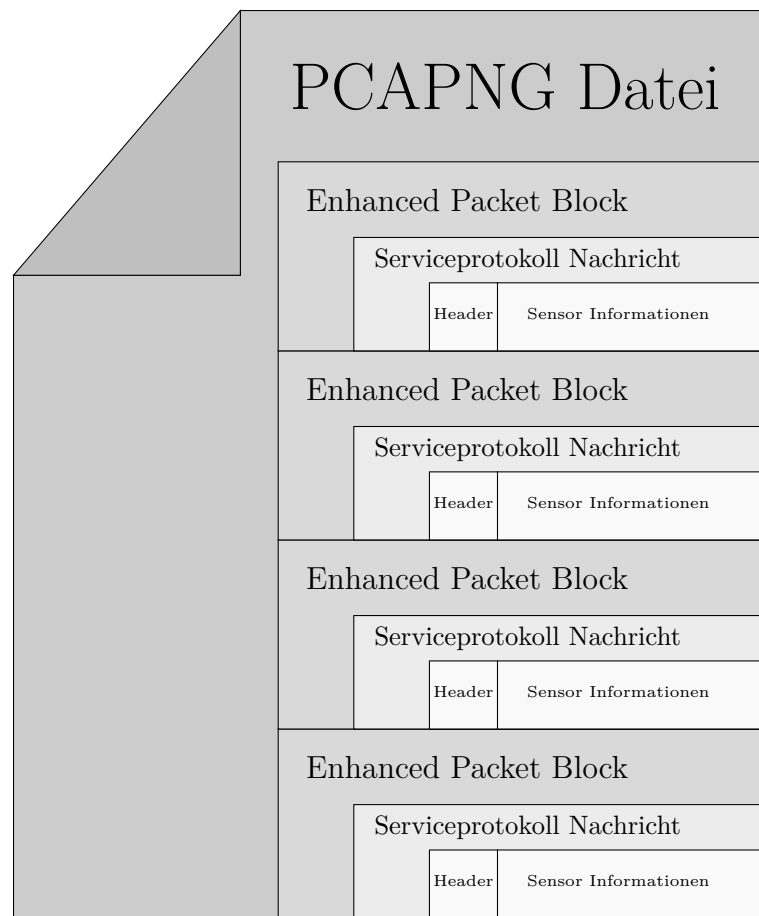 PCAPNG Datei
Enhanced Packet Block
Serviceprotokoll Nachricht
Header Sensor Informationen
Enhanced Packet Block
Serviceprotokoll Nachricht
Header Sensor Informationen
Enhanced Packet Block
Serviceprotokoll Nachricht
Header Sensor Informationen
Enhanced Packet Block
Serviceprotokoll Nachricht
Header Sensor Informationen